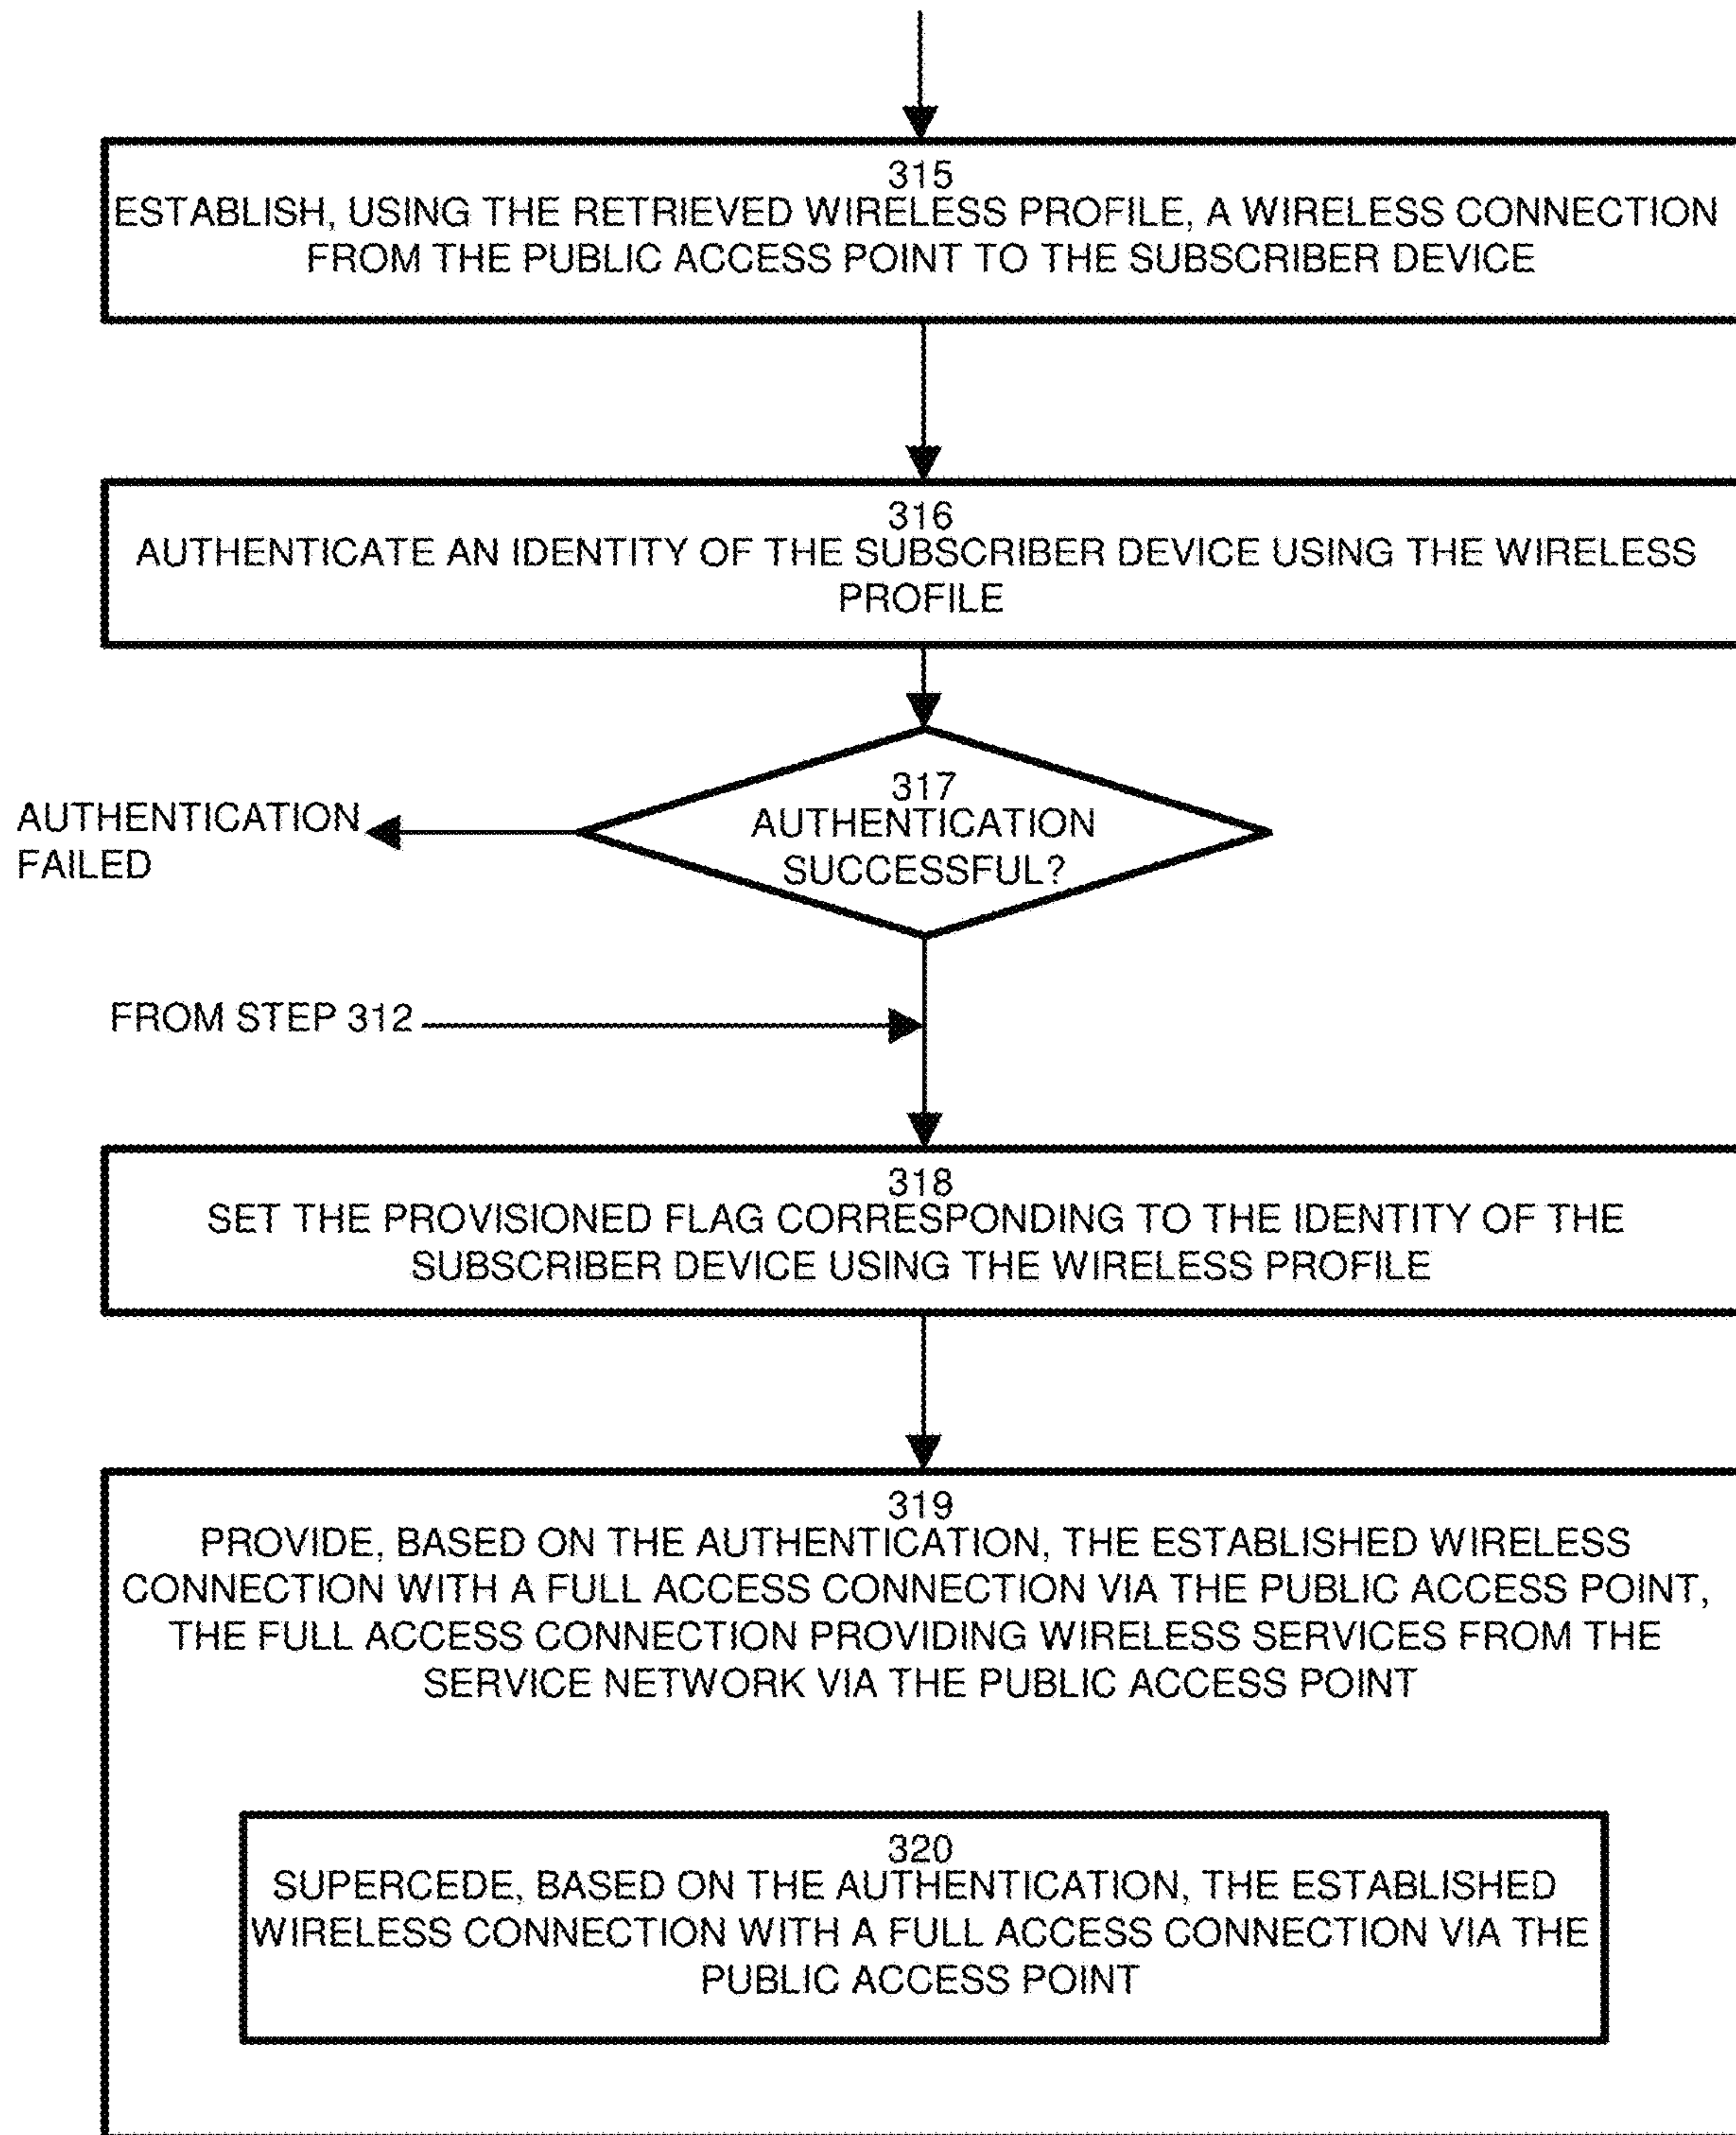 315
ESTABLISH, USING THE RETRIEVED WIRELESS PROFILE, A WIRELESS CONNECTION
FROM THE PUBLIC ACCESS POINT TO THE SUBSCRIBER DEVICE
316
AUTHENTICATE AN IDENTITY OF THE SUBSCRIBER DEVICE USING THE WIRELESS
PROFILE
317
AUTHENTICATION
SUCCESSFUL?
AUTHENTICATION
FAILED
FROM STEP 312
318
SET THE PROVISIONED FLAG CORRESPONDING TO THE IDENTITY OF THE
SUBSCRIBER DEVICE USING THE WIRELESS PROFILE
319
PROVIDE, BASED ON THE AUTHENTICATION, THE ESTABLISHED WIRELESS
CONNECTION WITH A FULL ACCESS CONNECTION VIA THE PUBLIC ACCESS POINT,
THE FULL ACCESS CONNECTION PROVIDING WIRELESS SERVICES FROM THE
SERVICE NETWORK VIA THE PUBLIC ACCESS POINT
320
SUPERCEDE, BASED ON THE AUTHENTICATION, THE ESTABLISHED
WIRELESS CONNECTION WITH A FULL ACCESS CONNECTION VIA THE
PUBLIC ACCESS POINT